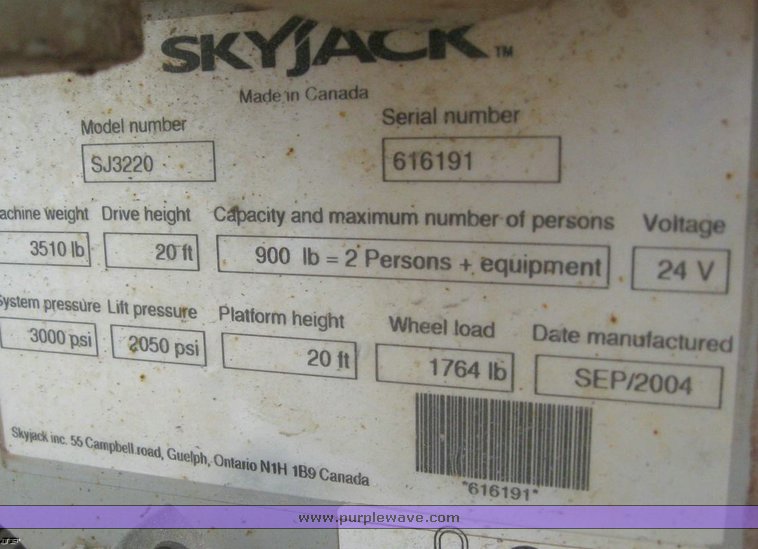 SKYJACK™
Made in Canada
Model number Serial number
SJ3220 616191
achine weight Drive height Capacity and maximum number of persons Voltage
3510 lb 20 ft 900 lb = 2 Persons + equipment 24 V
System pressure Lift pressure Platform height Wheel load Date manufactured
3000 psi 2050 psi 20 ft 1764 lb SEP/2004
Skyjack inc. 55 Campbell road, Guelph, Ontario N1H 1B9 Canada
*616191*
www.purplewave.com